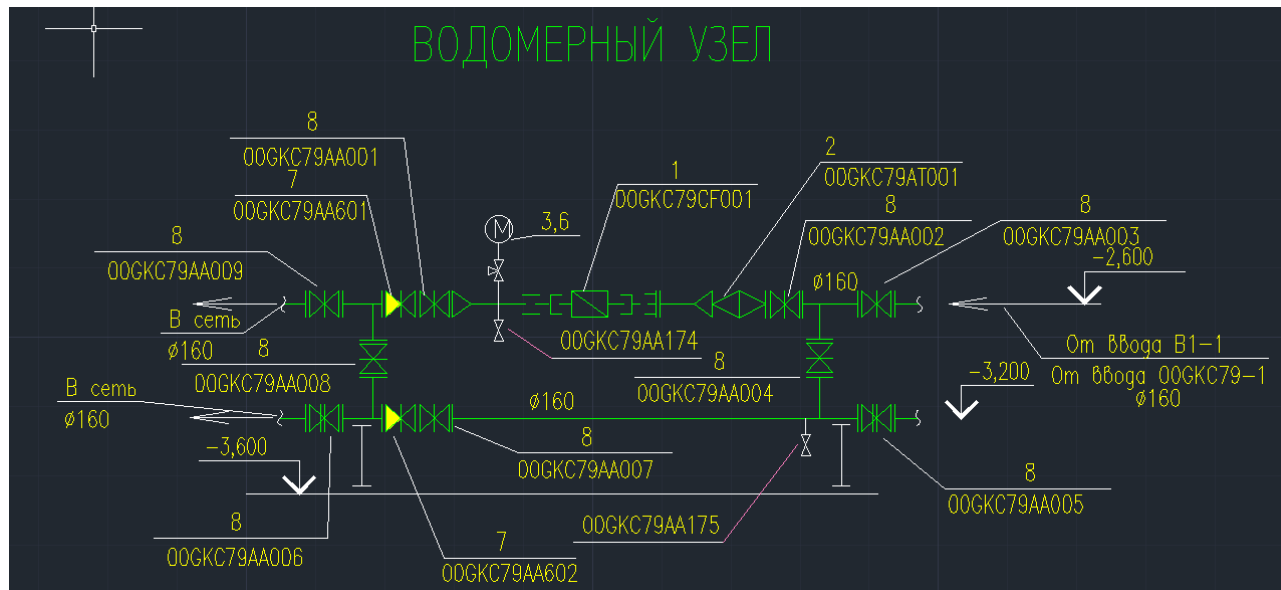 ВОДОМЕРНЫЙ УЗЕЛ
8
00GKC79AA001
7
00GKC79AA601
8
00GKC79AA009
М
3,6
1
00GKC79CF001
2
00GKC79AT001
8
00GKC79AA002
8
00GKC79AA003
-2,600
ø160
В сеть
ø160
8
00GKC79AA008
00GKC79AA174
8
00GKC79AA004
От ввода В1-1
От ввода 00GKC79-1
ø160
-3,200
В сеть
ø160
ø160
-3,600
8
00GKC79AA007
8
00GKC79AA005
8
00GKC79AA006
00GKC79AA175
7
00GKC79AA602